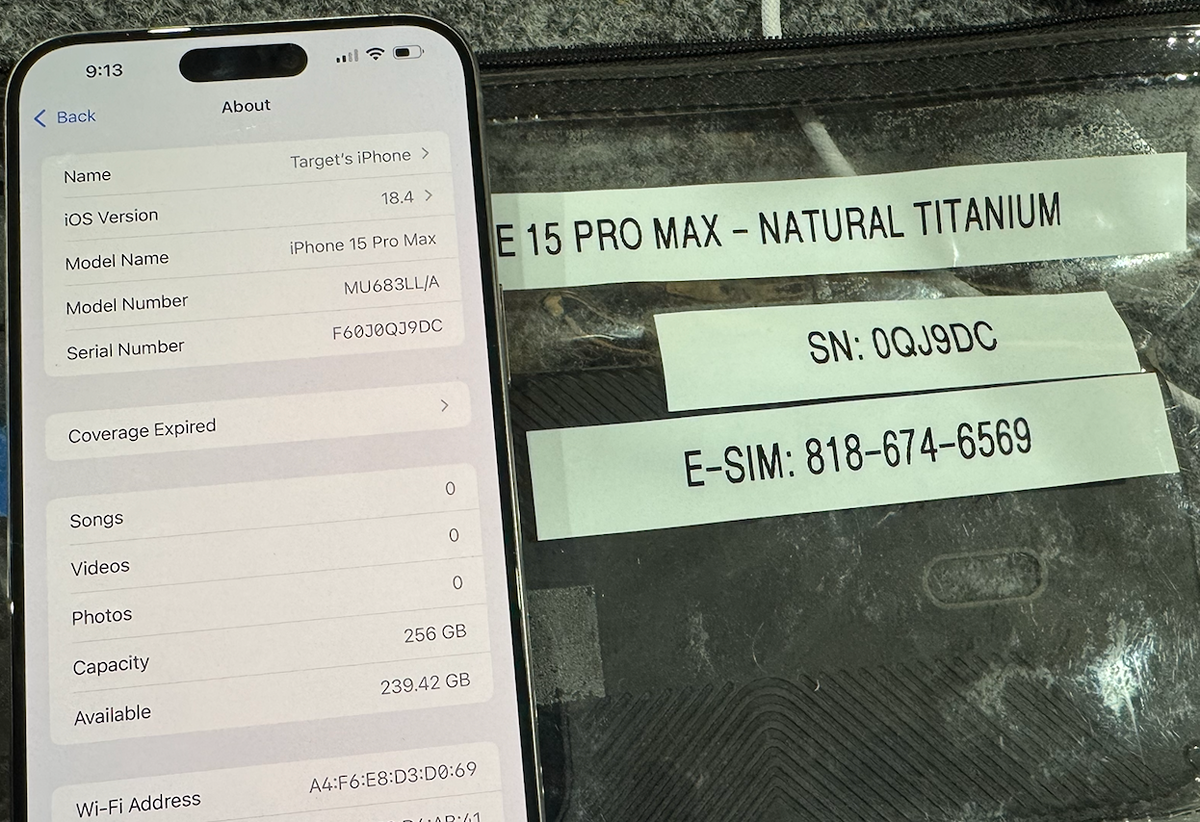 9:13
Back
About
Name Target's iPhone
iOS Version 18.4
Model Name iPhone 15 Pro Max
Model Number MU683LL/A
Serial Number F60J0QJ9DC
Coverage Expired
Songs 0
Videos 0
Photos 0
Capacity 256 GB
Available 239.42 GB
Wi-Fi Address A4:F6:E8:D3:D0:69
E 15 PRO MAX - NATURAL TITANIUM
SN: 0QJ9DC
E-SIM: 818-674-6569